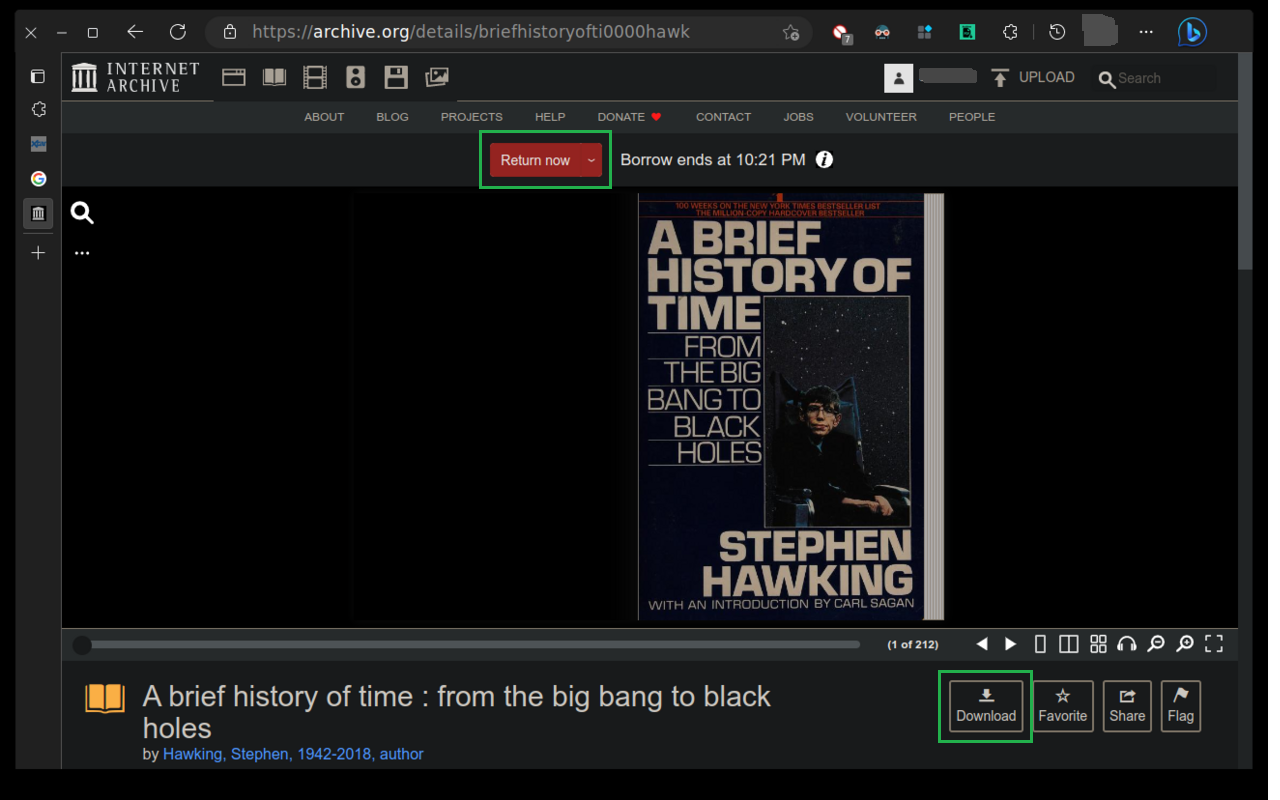 https://archive.org/details/briefhistoryofti0000hawk
7
INTERNET
ARCHIVE
UPLOAD
Search
ABOUT BLOG PROJECTS HELP DONATE CONTACT JOBS VOLUNTEER PEOPLE
Return now
Borrow ends at 10:21 PM
100 WEEKS ON THE NEW YORK TIMES BESTSELLER LIST
THE MILLION-COPY HARDCOVER BESTSELLER
A BRIEF
HISTORY OF
TIME
FROM
THE BIG
BANG TO
BLACK
HOLES
STEPHEN
HAWKING
WITH AN INTRODUCTION BY CARL SAGAN
(1 of 212)
A brief history of time : from the big bang to black
holes
by Hawking, Stephen, 1942-2018, author
Download
Favorite
Share
Flag